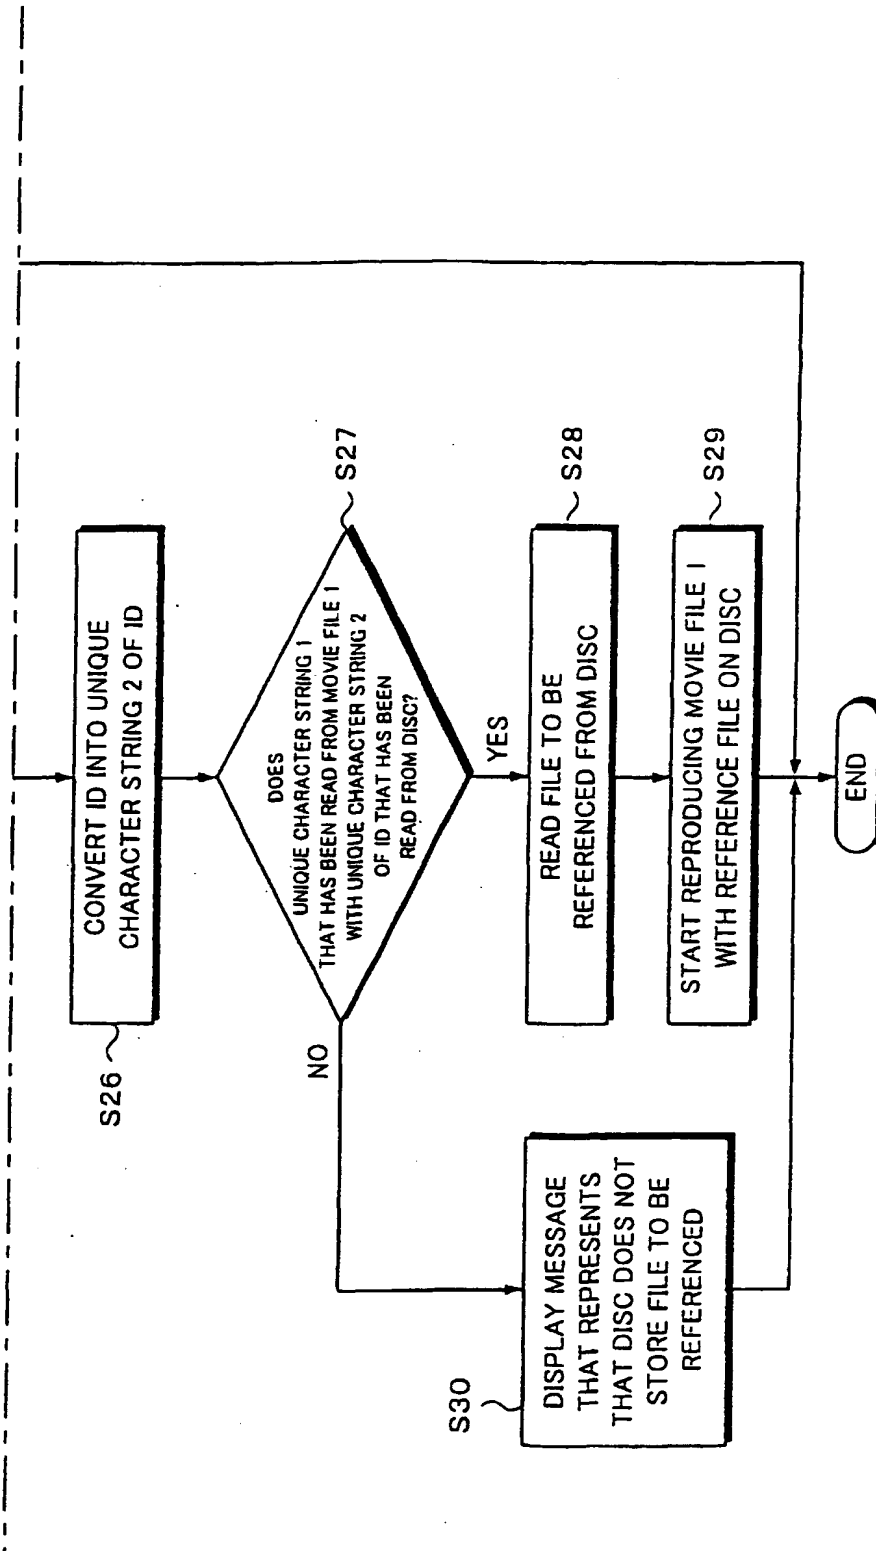 CONVERT ID INTO UNIQUE
CHARACTER STRING 2 OF ID
S26
DOES
UNIQUE CHARACTER STRING 1
THAT HAS BEEN READ FROM MOVIE FILE 1
WITH UNIQUE CHARACTER STRING 2
OF ID THAT HAS BEEN
READ FROM DISC?
S27
NO
YES
READ FILE TO BE
REFERENCED FROM DISC
S28
START REPRODUCING MOVIE FILE 1
WITH REFERENCE FILE ON DISC
S29
S30
DISPLAY MESSAGE
THAT REPRESENTS
THAT DISC DOES NOT
STORE FILE TO BE
REFERENCED
END